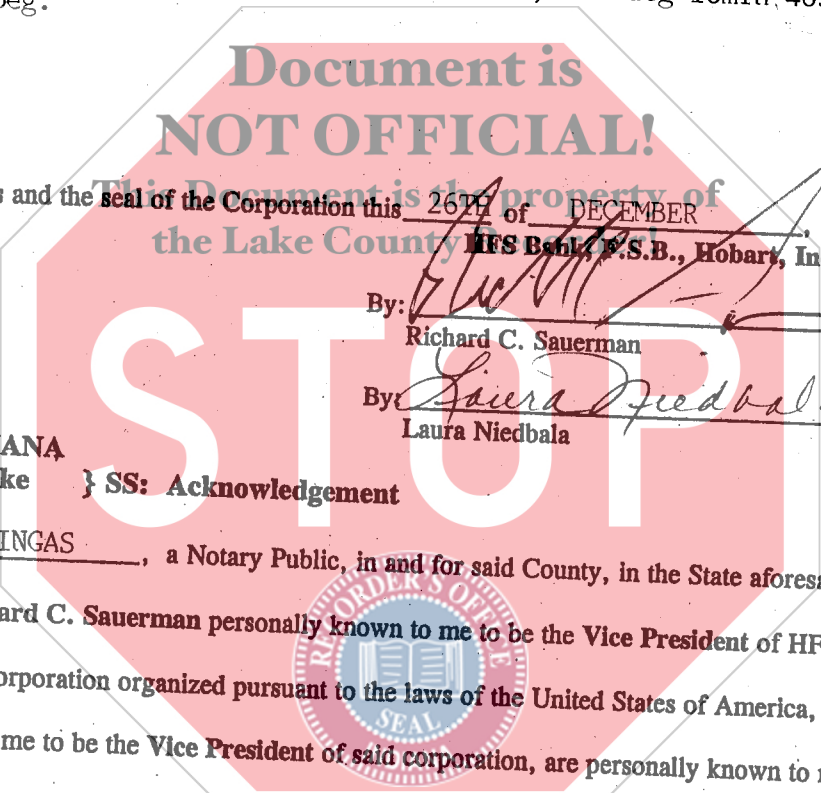 Document is
NOT OFFICIAL!
This Document is the property of
the Lake County Recorder!
and the seal of the Corporation this 26TH of DECEMBER,
HFS Bank, F.S.B., Hobart, In
By:
Richard C. Sauerman
By: Laura Niedbal
Laura Niedbala
ANA
ke } SS: Acknowledgement
STOP
INGAS, a Notary Public, in and for said County, in the State aforesa
ard C. Sauerman personally known to me to be the Vice President of HF
orporation organized pursuant to the laws of the United States of America,
me to be the Vice President of said corporation, are personally known to
RECORDER'S OFFICE
SEAL